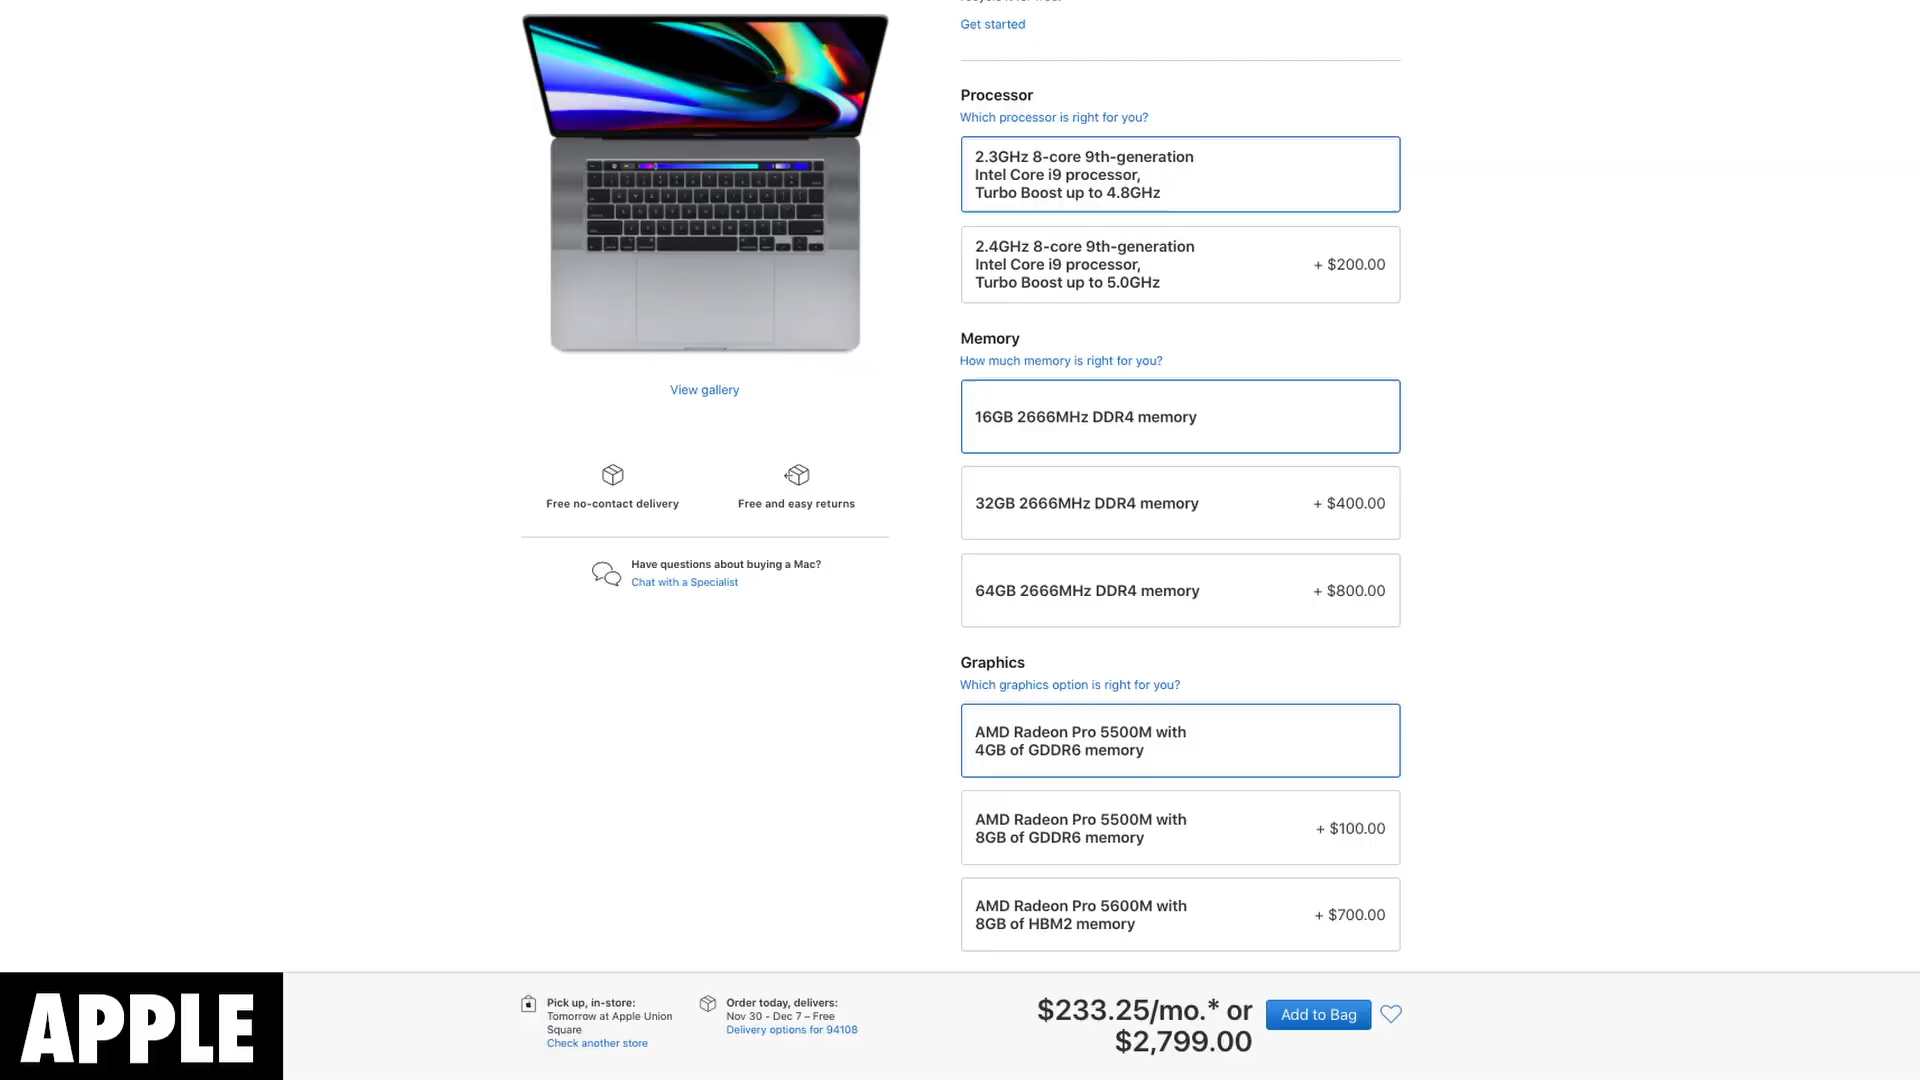 Get started
Processor
Which processor is right for you?
2.3GHz 8-core 9th-generation
Intel Core i9 processor,
Turbo Boost up to 4.8GHz
2.4GHz 8-core 9th-generation
Intel Core i9 processor,
Turbo Boost up to 5.0GHz
+ $200.00
Memory
How much memory is right for you?
16GB 2666MHz DDR4 memory
32GB 2666MHz DDR4 memory
+ $400.00
64GB 2666MHz DDR4 memory
+ $800.00
Graphics
Which graphics option is right for you?
AMD Radeon Pro 5500M with
4GB of GDDR6 memory
AMD Radeon Pro 5500M with
8GB of GDDR6 memory
+ $100.00
AMD Radeon Pro 5600M with
8GB of HBM2 memory
+ $700.00
View gallery
Free no-contact delivery
Free and easy returns
Have questions about buying a Mac?
Chat with a Specialist
APPLE
Pick up, in-store:
Tomorrow at Apple Union
Square
Check another store
Order today, delivers:
Nov 30 - Dec 7 – Free
Delivery options for 94108
$233.25/mo.* or
$2,799.00
Add to Bag